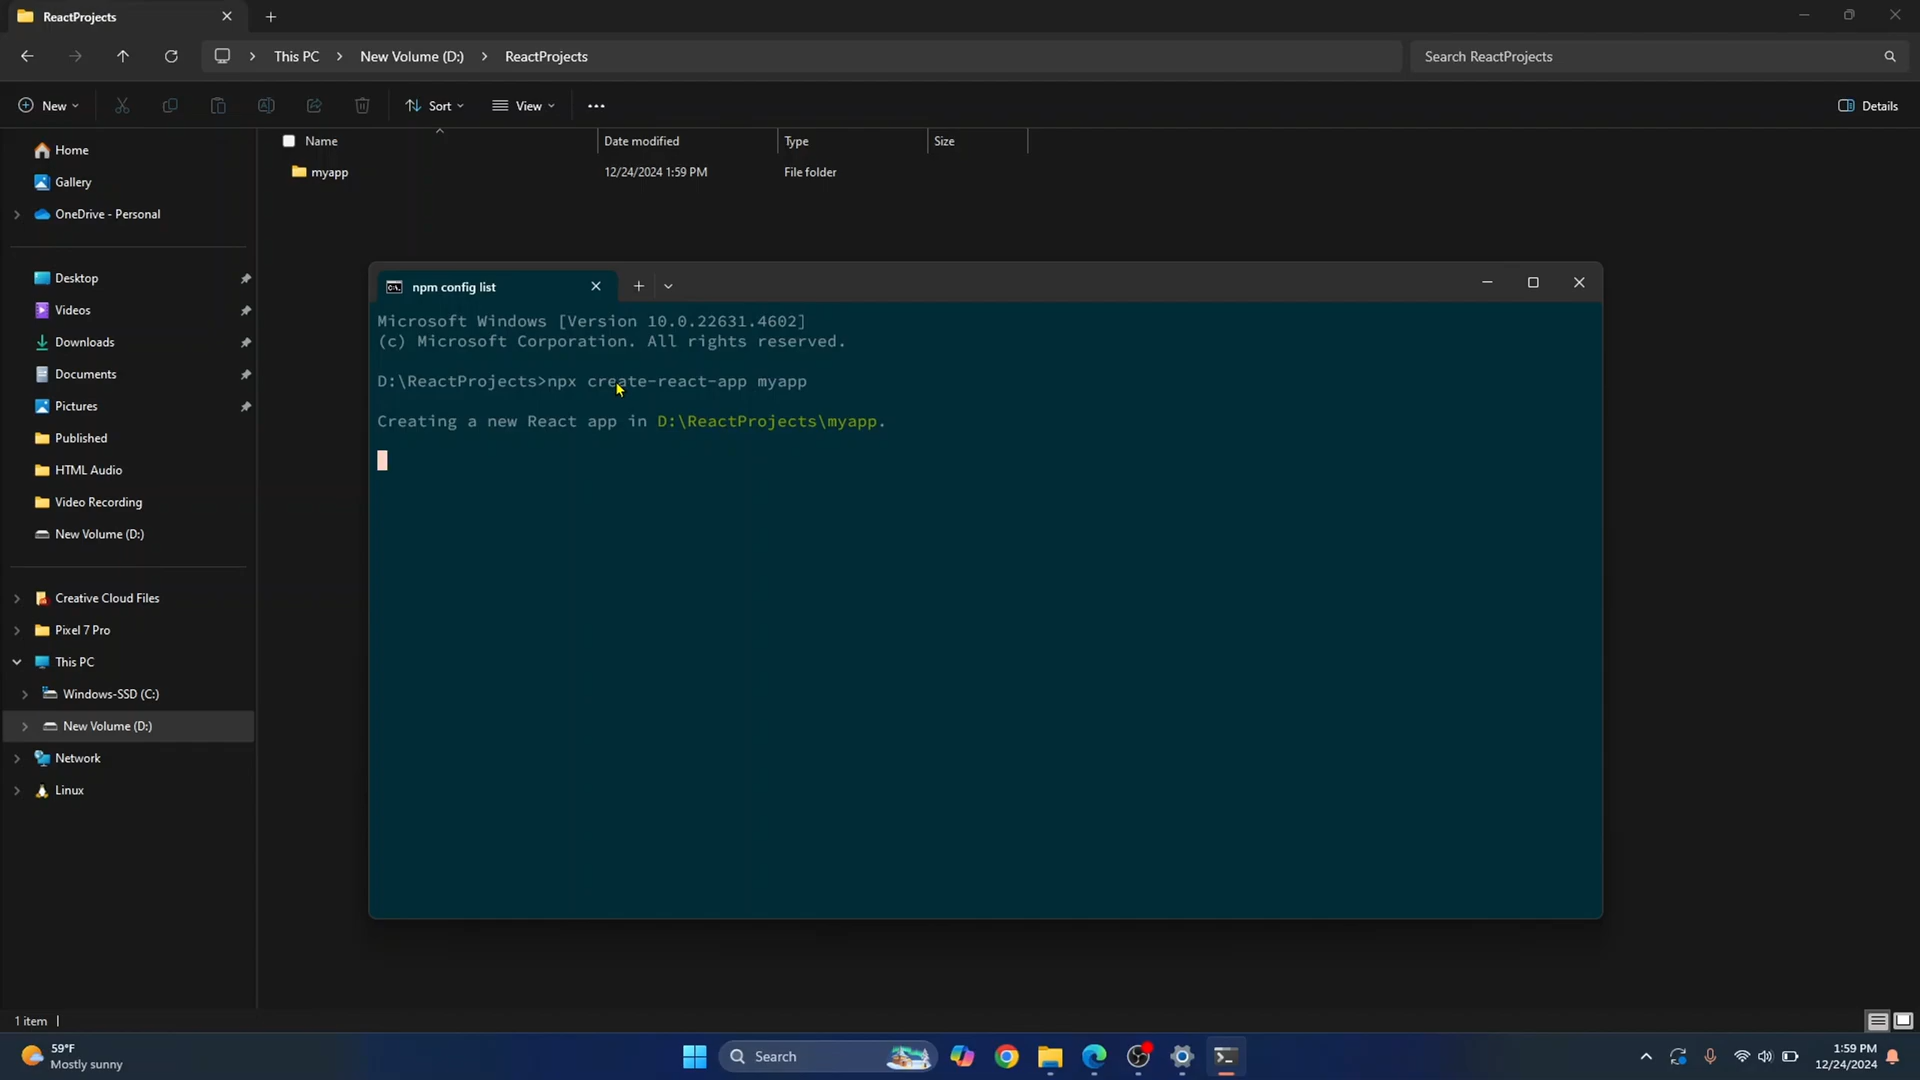 ReactProjects
This PC > New Volume (D:) > ReactProjects
Search ReactProjects
New
Sort
View
Details
Name
Date modified
Type
Size
myapp
12/24/2024 1:59 PM
File folder
Home
Gallery
OneDrive - Personal
Desktop
Videos
Downloads
Documents
Pictures
Published
HTML Audio
Video Recording
New Volume (D:)
Creative Cloud Files
Pixel 7 Pro
This PC
Windows-SSD (C:)
New Volume (D:)
Network
Linux
npm config list
Microsoft Windows [Version 10.0.22631.4602]
(c) Microsoft Corporation. All rights reserved.
D:\ReactProjects>npx create-react-app myapp
Creating a new React app in D:\ReactProjects\myapp.
1 item
59°F
Mostly sunny
Search
1:59 PM
12/24/2024